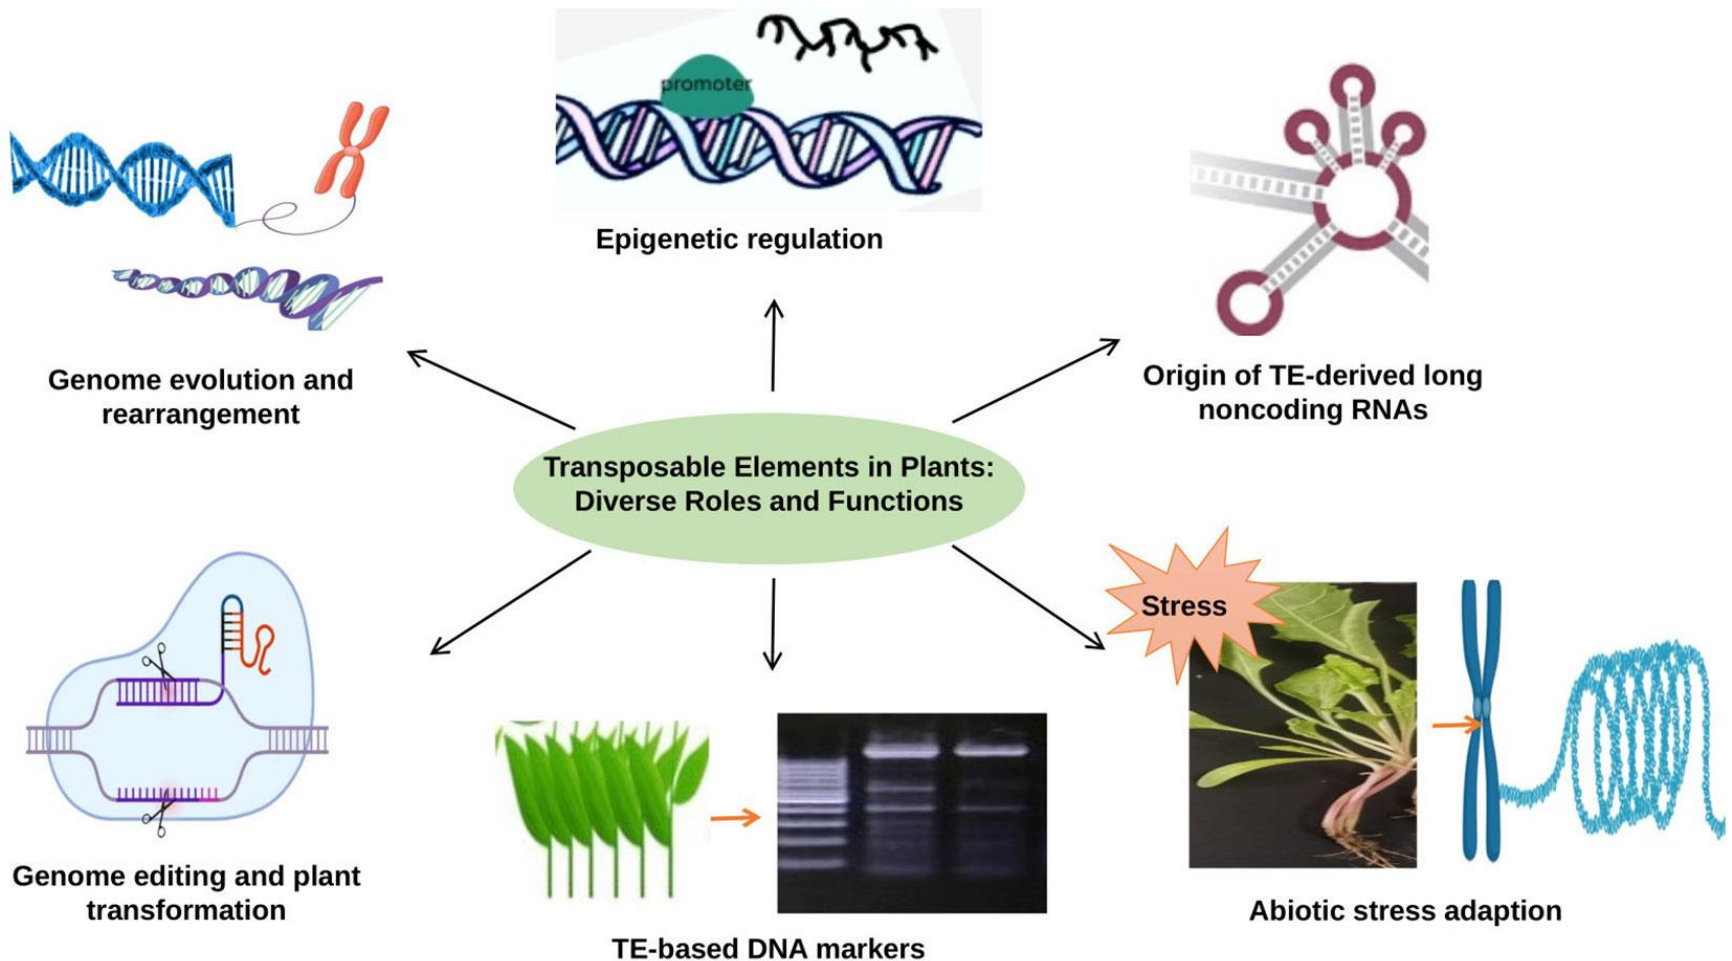 promoter
Epigenetic regulation
Genome evolution and
rearrangement
Origin of TE-derived long
noncoding RNAs
Transposable Elements in Plants:
Diverse Roles and Functions
Stress
Genome editing and plant
transformation
TE-based DNA markers
Abiotic stress adaption